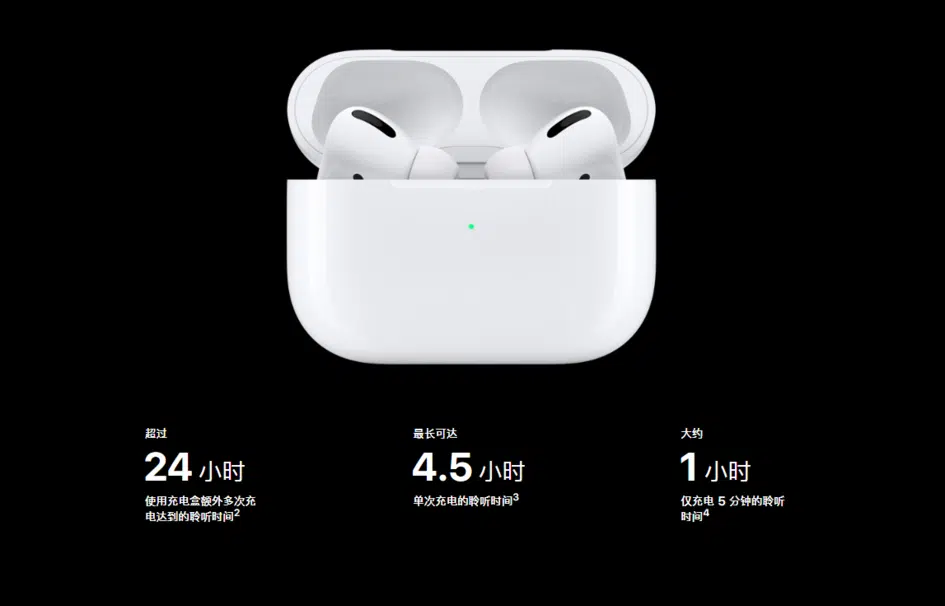 超过
24 小时
使用充电盒额外多次充
电达到的聆听时间2
最长可达
4.5 小时
单次充电的聆听时间3
大约
1 小时
仅充电 5 分钟的聆听
时间4